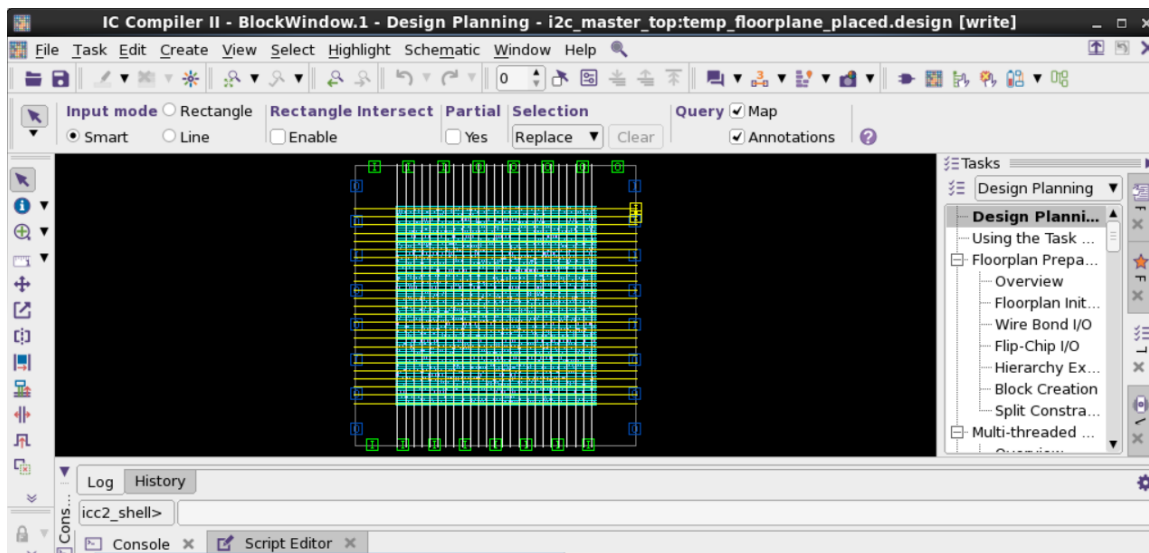 IC Compiler II - BlockWindow.1 - Design Planning - i2c_master_top:temp_floorplane_placed.design [write]
File Task Edit Create View Select Highlight Schematic Window Help
0
Input mode Rectangle Rectangle Intersect Partial Selection Query Map
Smart Line Enable Yes Replace Clear Annotations
Tasks
Design Planning
Design Planni...
Using the Task ...
Floorplan Prepa...
Overview
Floorplan Init...
Wire Bond I/O
Flip-Chip I/O
Hierarchy Ex...
Block Creation
Split Constra...
Multi-threaded ...
Log History
icc2_shell>
Cons...
Console Script Editor